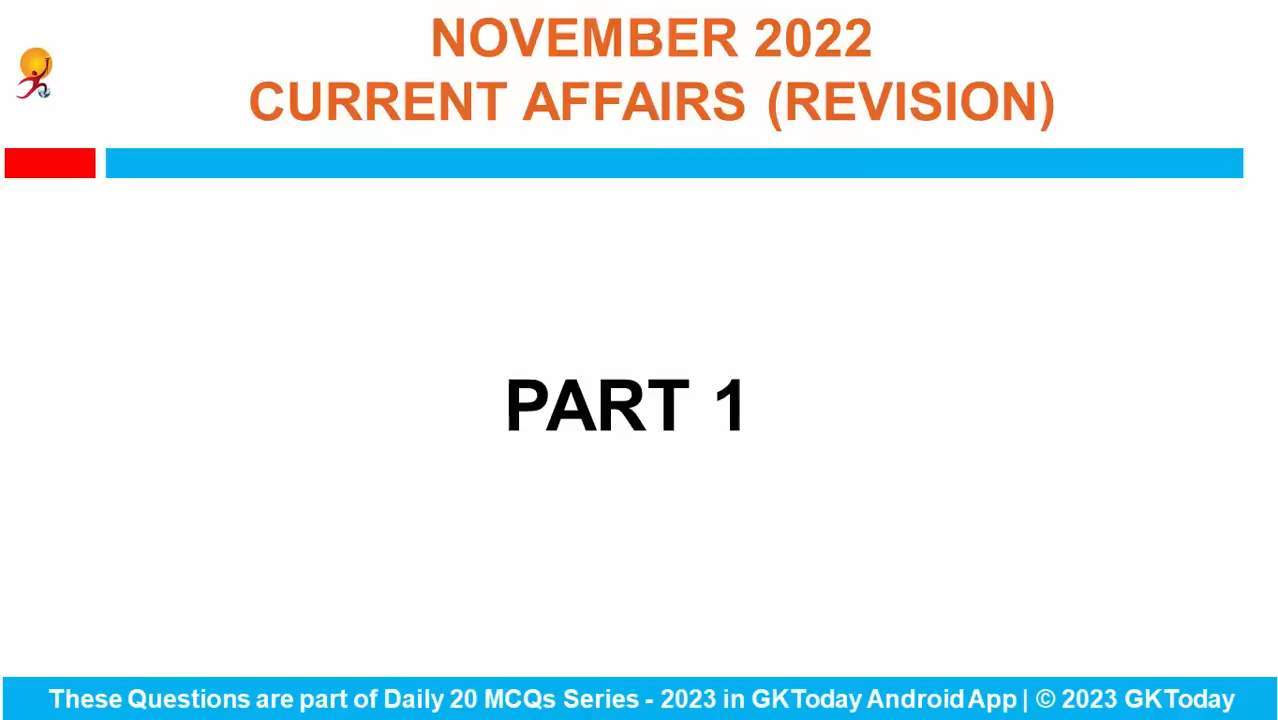 NOVEMBER 2022
CURRENT AFFAIRS (REVISION)
PART 1
These Questions are part of Daily 20 MCQs Series - 2023 in GKToday Android App | © 2023 GKToday